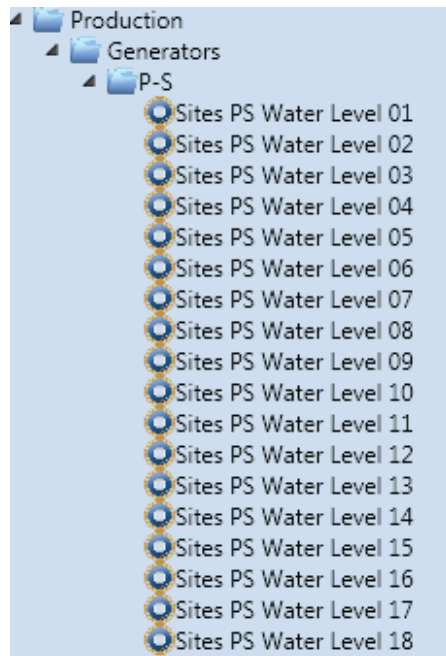 Production
Generators
P-S
Sites PS Water Level 01
Sites PS Water Level 02
Sites PS Water Level 03
Sites PS Water Level 04
Sites PS Water Level 05
Sites PS Water Level 06
Sites PS Water Level 07
Sites PS Water Level 08
Sites PS Water Level 09
Sites PS Water Level 10
Sites PS Water Level 11
Sites PS Water Level 12
Sites PS Water Level 13
Sites PS Water Level 14
Sites PS Water Level 15
Sites PS Water Level 16
Sites PS Water Level 17
Sites PS Water Level 18